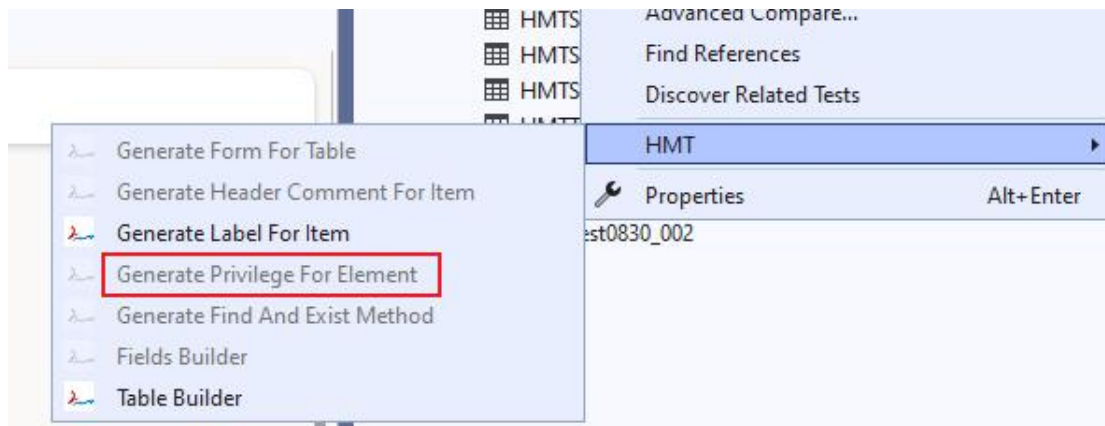 HMTS
Advanced Compare...
HMTS
Find References
HMTS
Discover Related Tests
HMT
Generate Form For Table
Generate Header Comment For Item
Properties Alt+Enter
Generate Label For Item
est0830_002
Generate Privilege For Element
Generate Find And Exist Method
Fields Builder
Table Builder